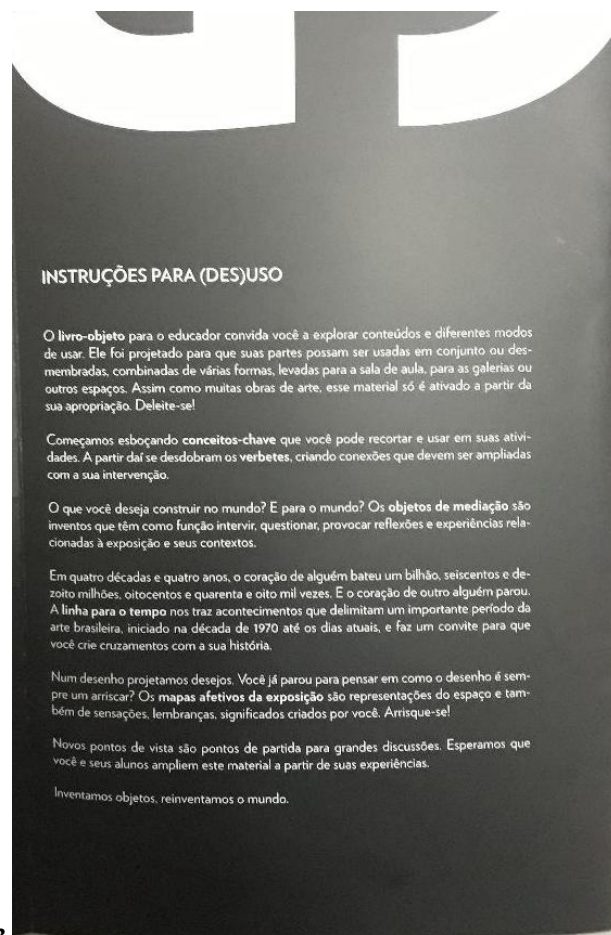 INSTRUÇÕES PARA (DES)USO
O livro-objeto para o educador convida você a explorar conteúdos e diferentes modos
de usar. Ele foi projetado para que suas partes possam ser usadas em conjunto ou des-
membradas, combinadas de várias formas, levadas para a sala de aula, para as galerias ou
outros espaços. Assim como muitas obras de arte, esse material só é ativado a partir da
sua apropriação. Deleite-se!
Começamos esboçando conceitos-chave que você pode recortar e usar em suas ativi-
dades. A partir daí se desdobram os verbetes, criando conexões que devem ser ampliadas
com a sua intervenção.
O que você deseja construir no mundo? E para o mundo? Os objetos de mediação são
inventos que têm como função intervir, questionar, provocar reflexões e experiências rela-
cionadas à exposição e seus contextos.
Em quatro décadas e quatro anos, o coração de alguém bateu um bilhão, seiscentos e de-
zoito milhões, oitocentos e quarenta e oito mil vezes. E o coração de outro alguém parou.
A linha para o tempo nos traz acontecimentos que delimitam um importante período da
arte brasileira, iniciado na década de 1970 até os dias atuais, e faz um convite para que
você crie cruzamentos com a sua história.
Num desenho projetamos desejos. Você já parou para pensar em como o desenho é sem-
pre um arriscar? Os mapas afetivos da exposição são representações do espaço e tam-
bém de sensações, lembranças, significados criados por você. Arrisque-se!
Novos pontos de vista são pontos de partida para grandes discussões. Esperamos que
você e seus alunos ampliem este material a partir de suas experiências.
Inventamos objetos, reinventamos o mundo.